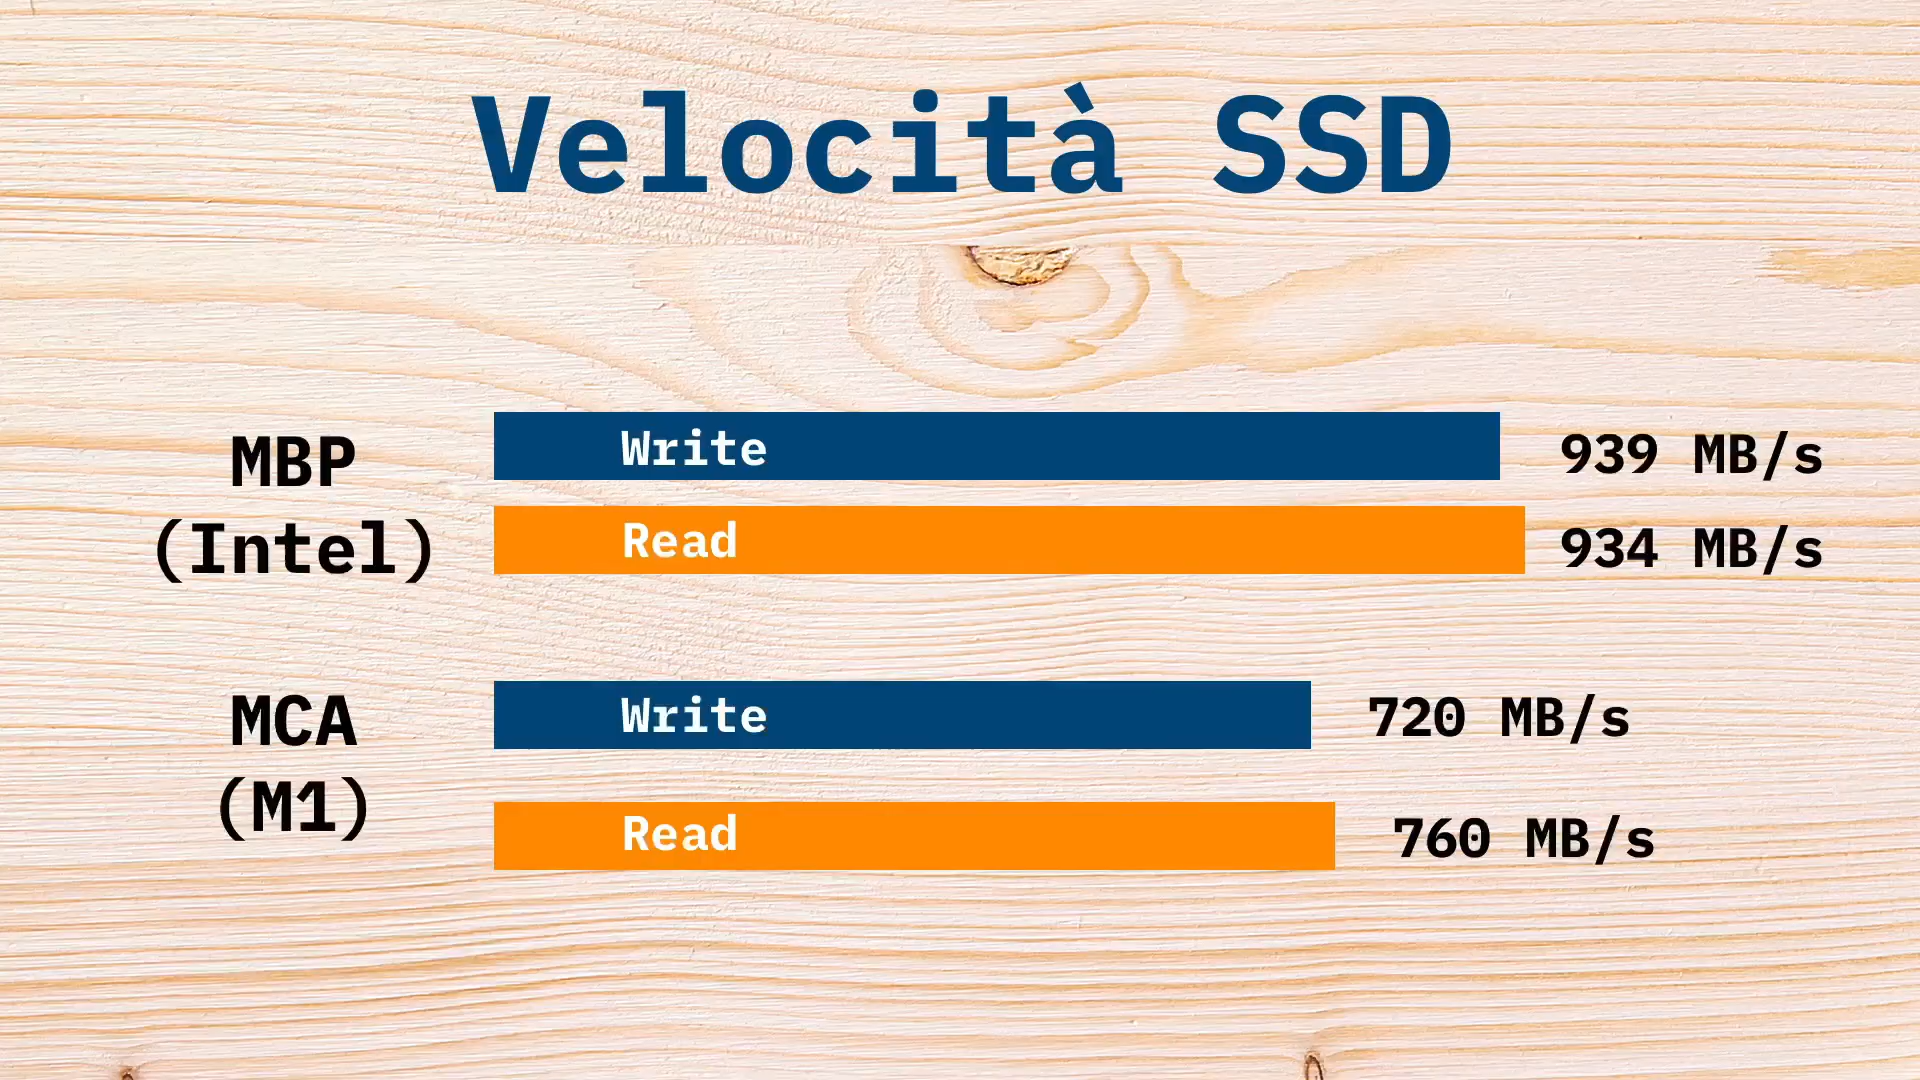 Velocità SSD
MBP
(Intel)
Write
939 MB/s
Read
934 MB/s
MCA
(M1)
Write
720 MB/s
Read
760 MB/s